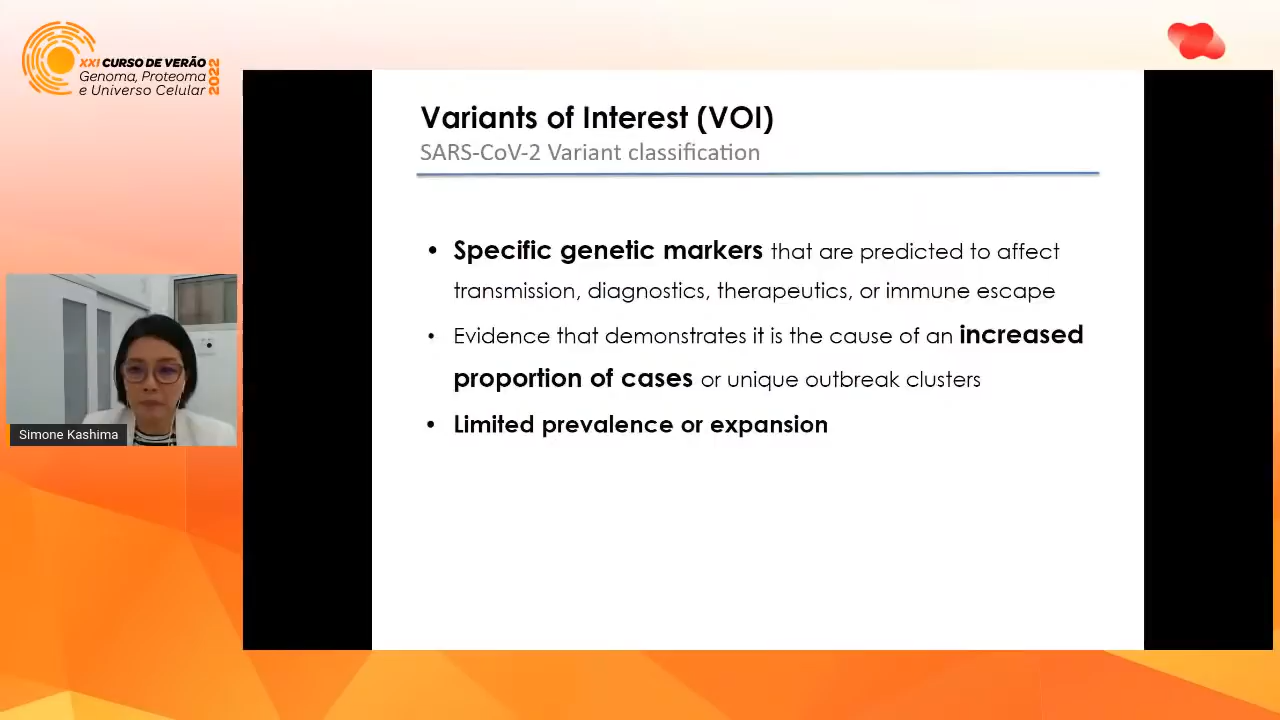 XXI CURSO DE VERÃO
Genoma, Proteoma
e Universo Celular
2022
Variants of Interest (VOI)
SARS-CoV-2 Variant classification
• Specific genetic markers that are predicted to affect
transmission, diagnostics, therapeutics, or immune escape
• Evidence that demonstrates it is the cause of an increased
proportion of cases or unique outbreak clusters
• Limited prevalence or expansion
Simone Kashima